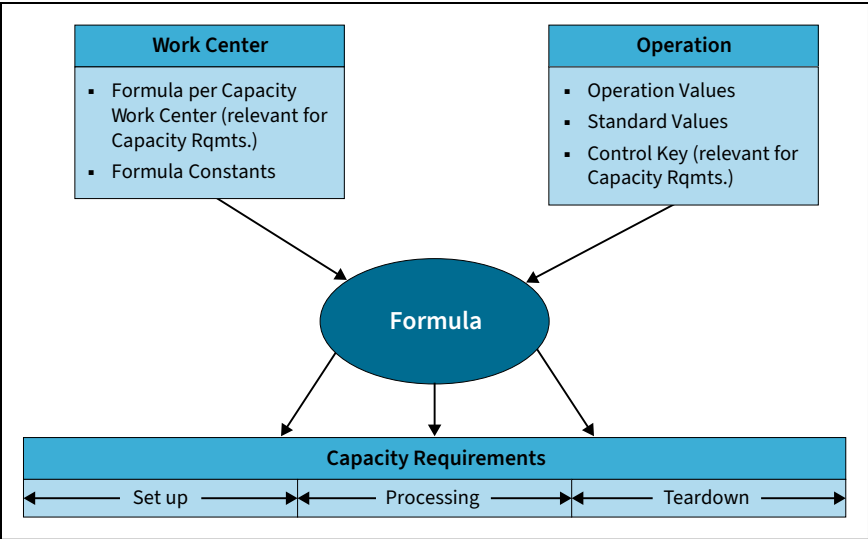 Work Center
▪ Formula per Capacity
Work Center (relevant for
Capacity Rqmts.)
▪ Formula Constants
Operation
▪ Operation Values
▪ Standard Values
▪ Control Key (relevant for
Capacity Rqmts.)
Formula
Capacity Requirements
Set up
Processing
Teardown